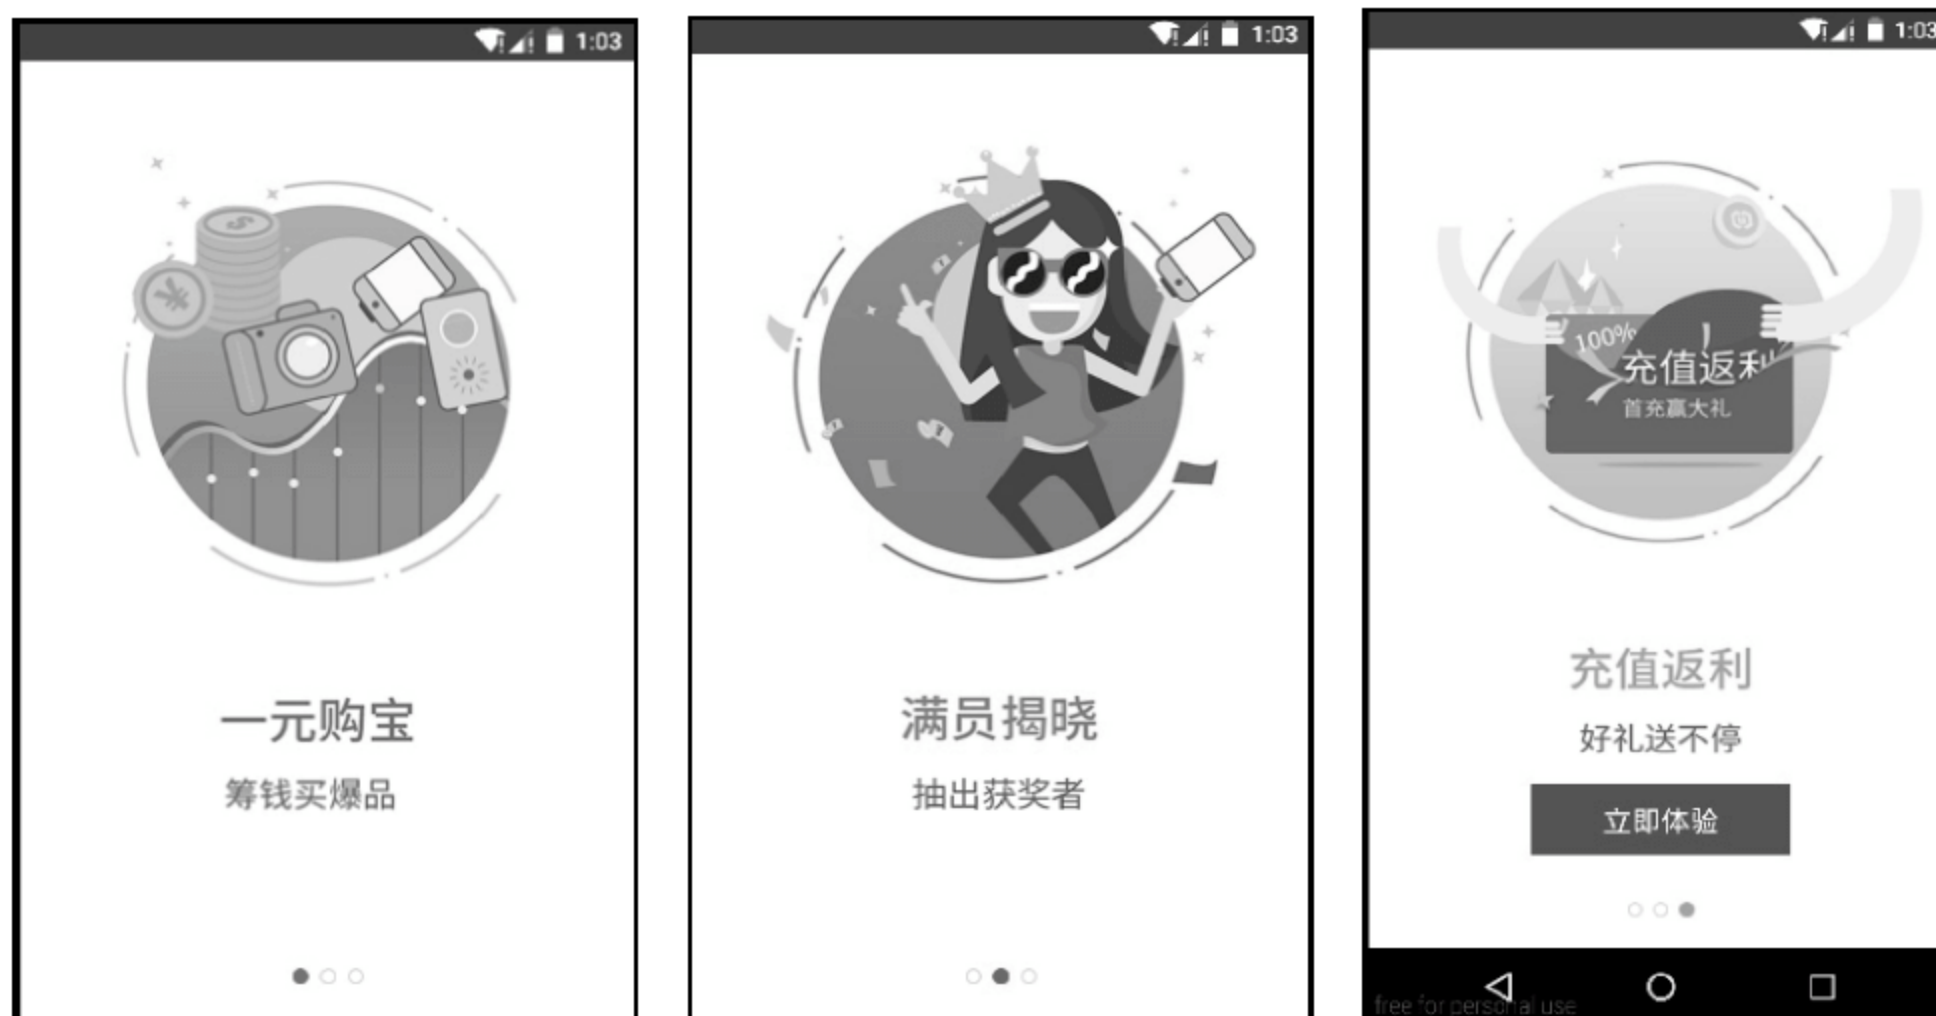 1:03
一元购宝
筹钱买爆品
1:03
满员揭晓
抽出获奖者
1:03
100%
充值返利
首充赢大礼
充值返利
好礼送不停
立即体验
free for personal use